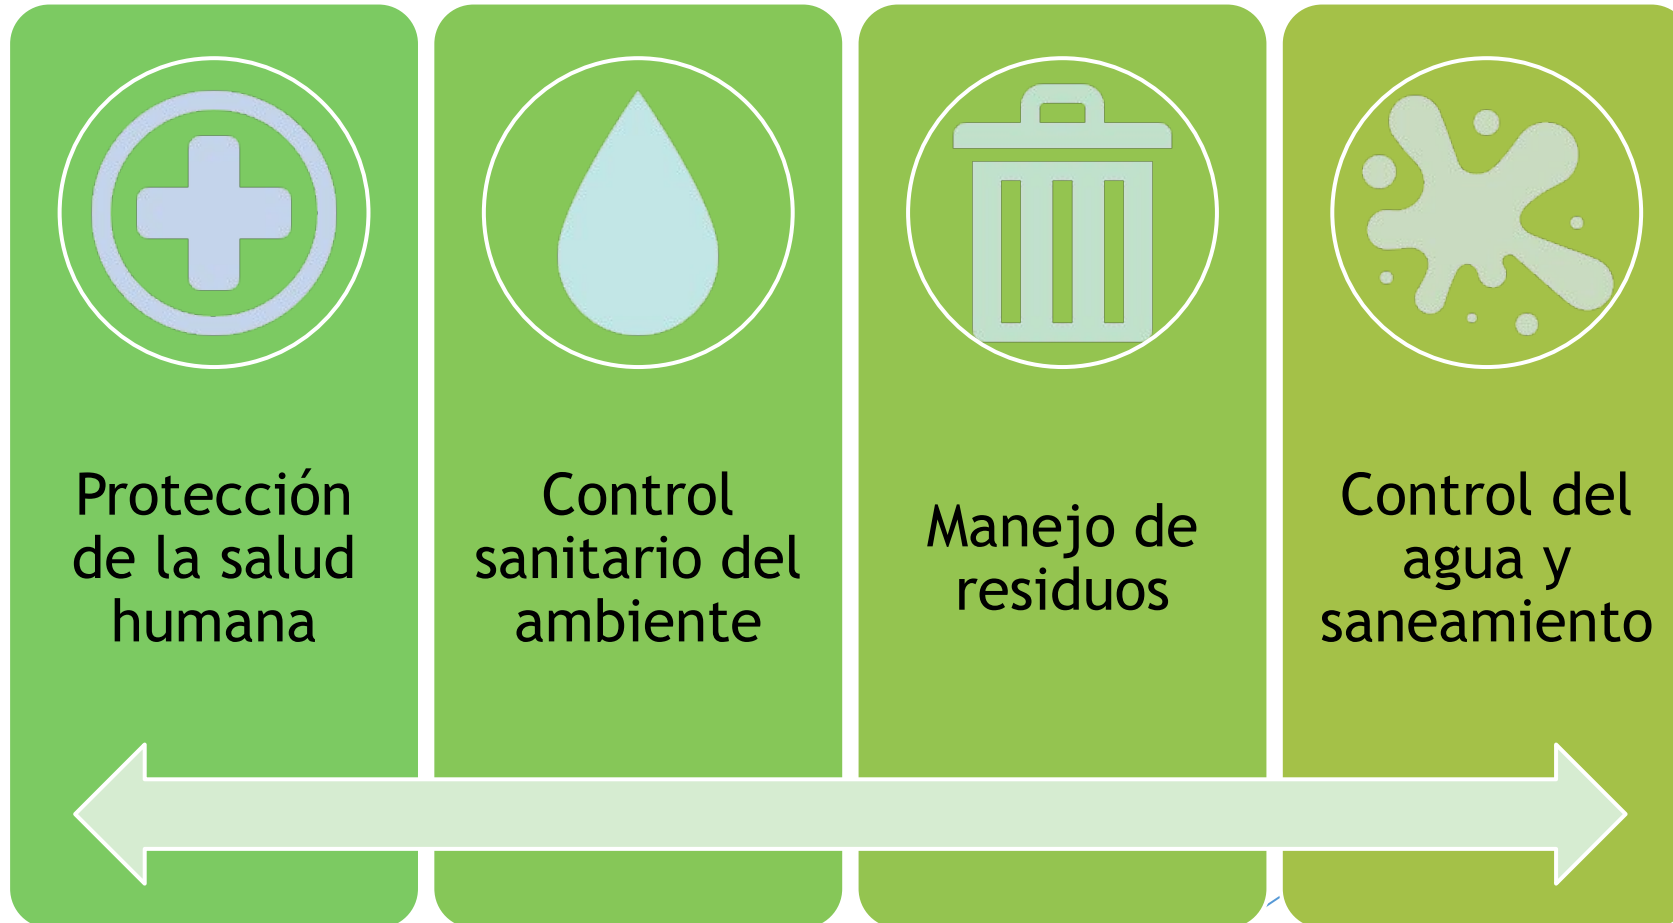 Protección
de la salud
humana
Control
sanitario del
ambiente
Manejo de
residuos
Control del
agua y
saneamiento